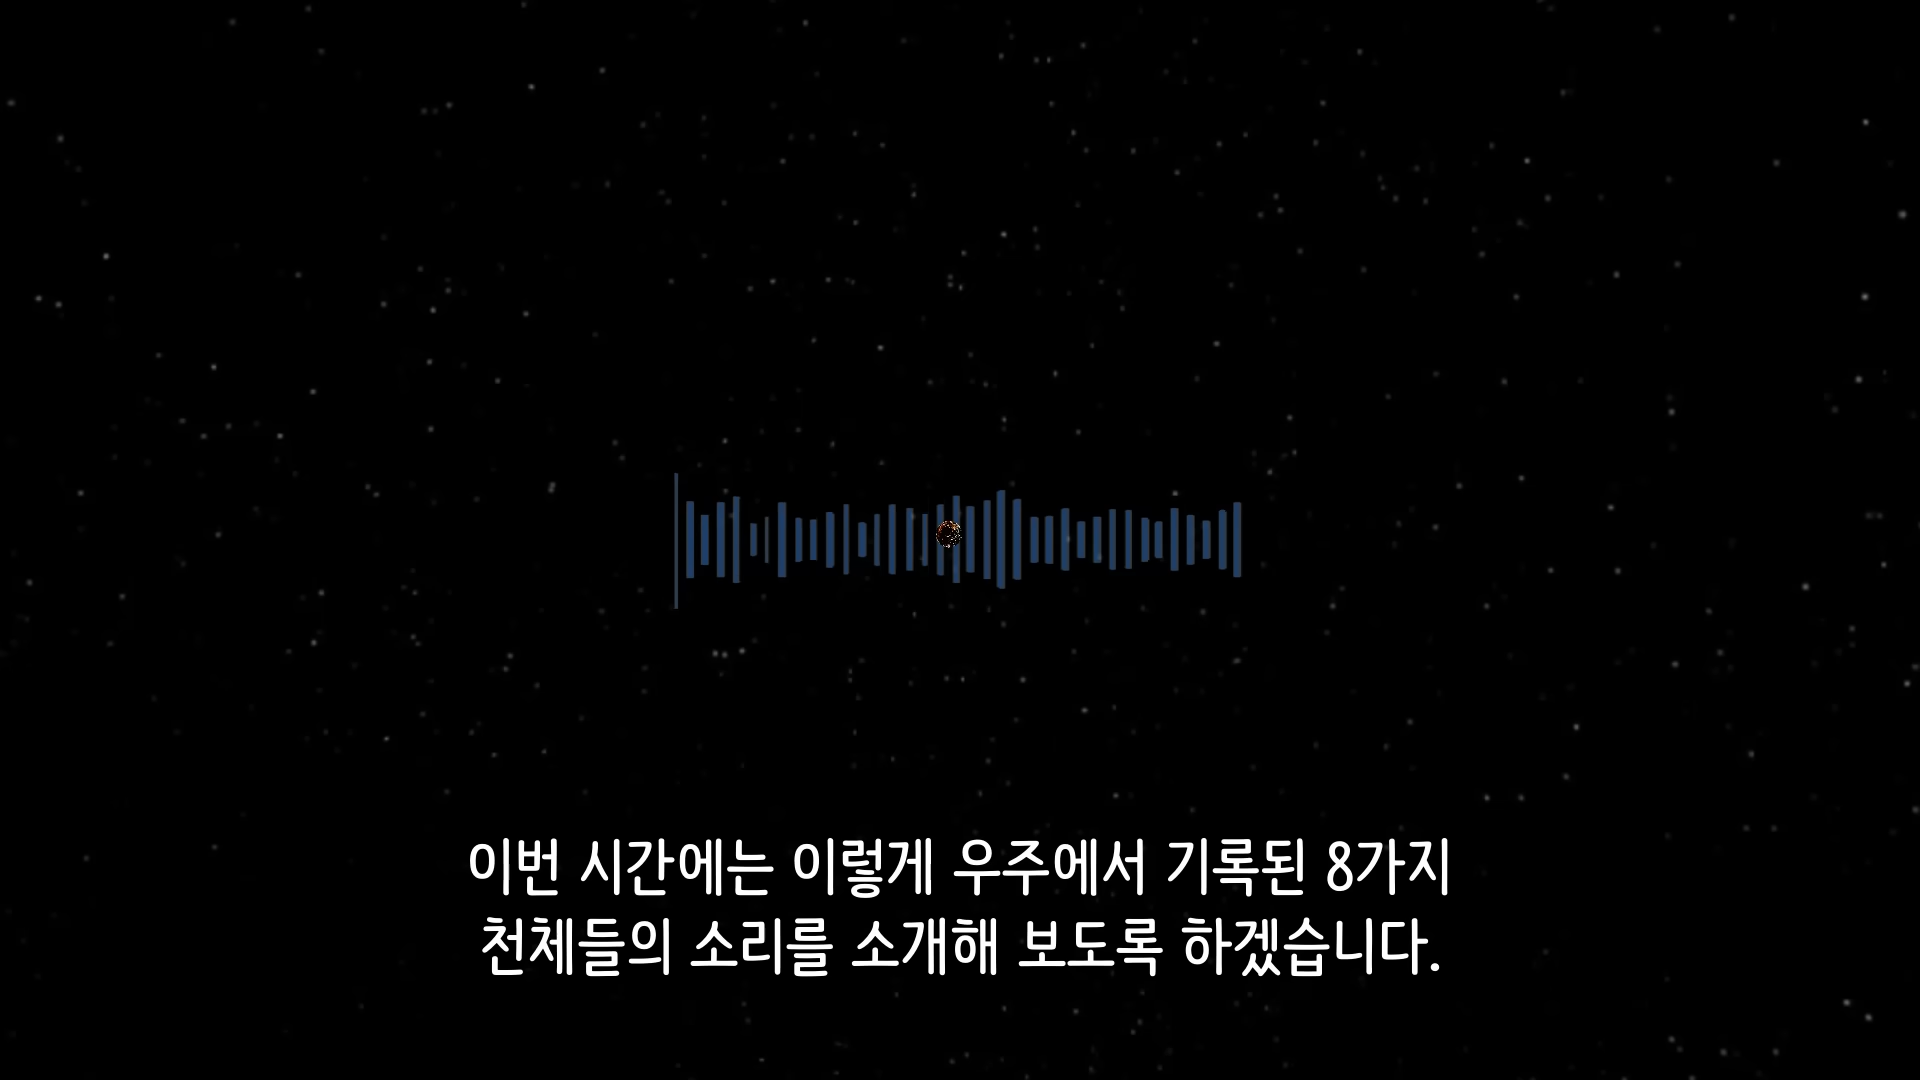 이번 시간에는 이렇게 우주에서 기록된 8가지
천체들의 소리를 소개해 보도록 하겠습니다.